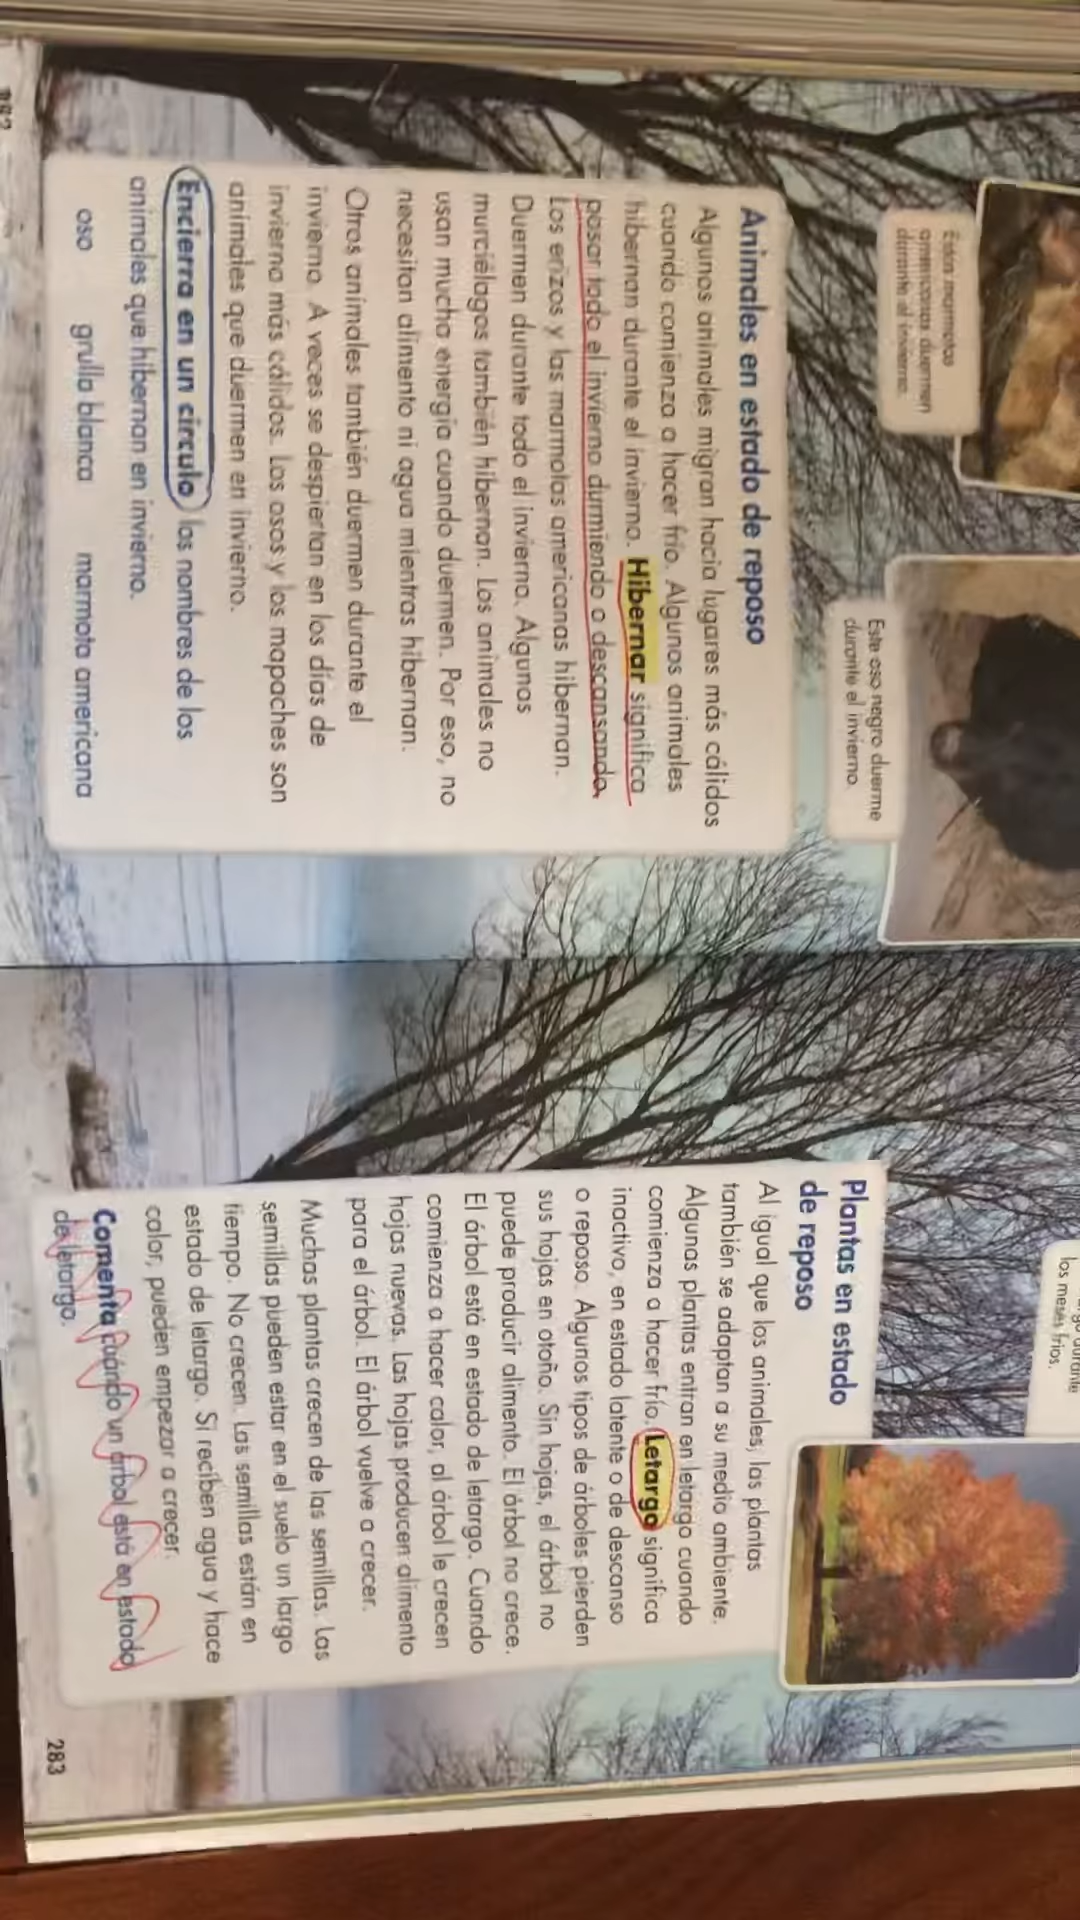 Estas marmotas
americanas duermen
durante el invierno.
Este oso negro duerme
durante el invierno.
Animales en estado de reposo
Algunos animales migran hacia lugares más cálidos
cuando comienza a hacer frío. Algunos animales
hibernan durante el invierno. Hibernar significa
pasar todo el invierno durmiendo o descansando.
Los erizos y las marmotas americanas hibernan.
Duermen durante todo el invierno. Algunos
murciélagos también hibernan. Los animales no
usan mucha energía cuando duermen. Por eso, no
necesitan alimento ni agua mientras hibernan.
Otros animales también duermen durante el
invierno. A veces se despiertan en los días de
invierno más cálidos. Los osos y los mapaches son
animales que duermen en invierno.
Encierra en un círculo los nombres de los
animales que hibernan en invierno.
oso grulla blanca marmota americana
durante
los meses fríos.
Plantas en estado
de reposo
Al igual que los animales, las plantas
también se adaptan a su medio ambiente.
Algunas plantas entran en letargo cuando
comienza a hacer frío. Letargo significa
inactivo, en estado latente o de descanso
o reposo. Algunos tipos de árboles pierden
sus hojas en otoño. Sin hojas, el árbol no
puede producir alimento. El árbol no crece.
El árbol está en estado de letargo. Cuando
comienza a hacer calor, al árbol le crecen
hojas nuevas. Las hojas producen alimento
para el árbol. El árbol vuelve a crecer.
Muchas plantas crecen de las semillas. Las
semillas pueden estar en el suelo un largo
tiempo. No crecen. Las semillas están en
estado de letargo. Si reciben agua y hace
calor, pueden empezar a crecer.
Comenta cuándo un árbol está en estado
de letargo.
283